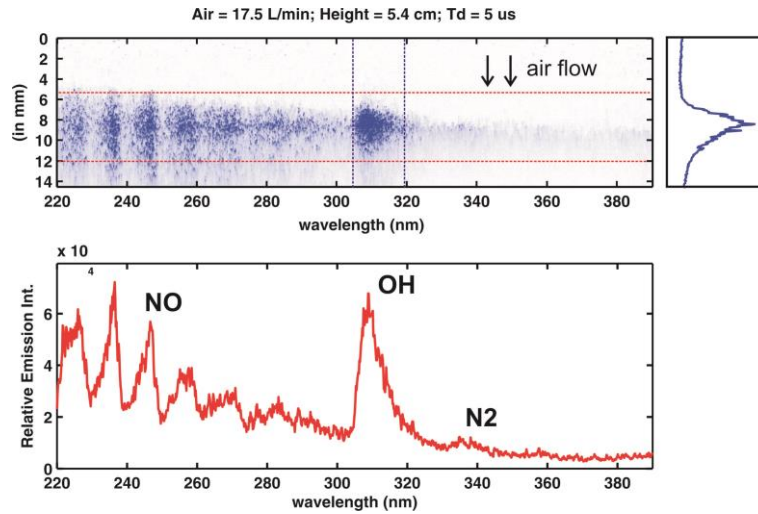 Air = 17.5 L/min; Height = 5.4 cm; Td = 5 us
0
2
4
6
8
10
12
14
(in mm)
air flow
220 240 260 280 300 320 340 360 380
wavelength (nm)
x 10
4
8
6
4
2
0
Relative Emission Int.
NO
OH
N2
220 240 260 280 300 320 340 360 380
wavelength (nm)